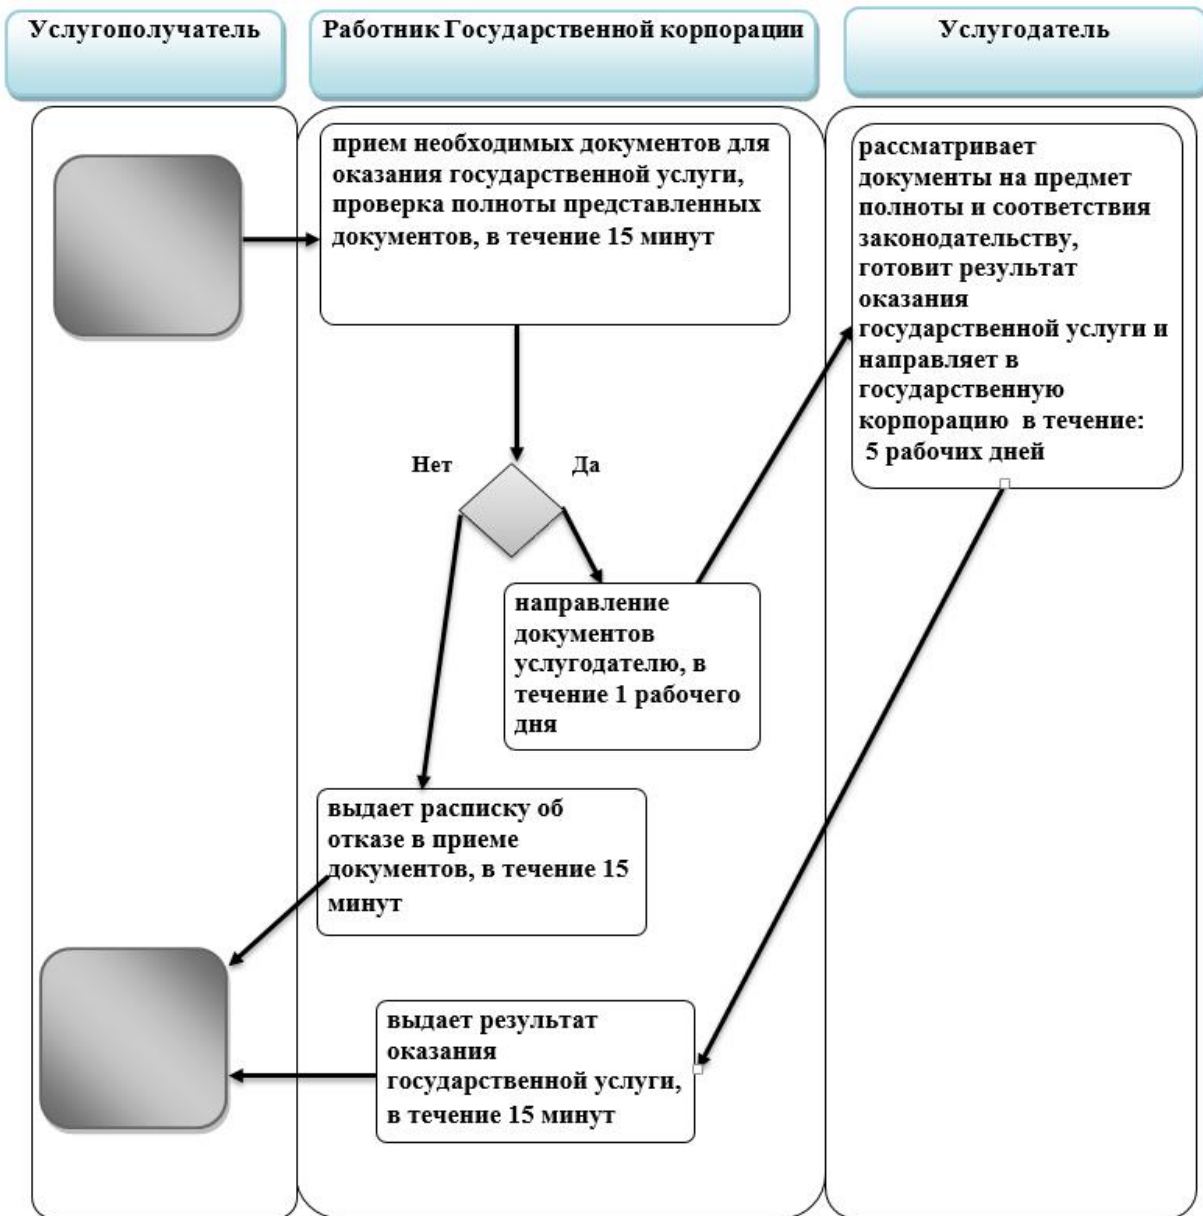 Услугополучатель
Работник Государственной корпорации
Услугодатель
прием необходимых документов для
оказания государственной услуги,
проверка полноты представленных
документов, в течение 15 минут
рассматривает
документы на предмет
полноты и соответствия
законодательству,
готовит результат
оказания
государственной услуги и
направляет в
государственную
корпорацию в течение:
5 рабочих дней
Нет
Да
направление
документов
услугодателю, в
течение 1 рабочего
дня
выдает расписку об
отказе в приеме
документов, в течение 15
минут
выдает результат
оказания
государственной услуги,
в течение 15 минут